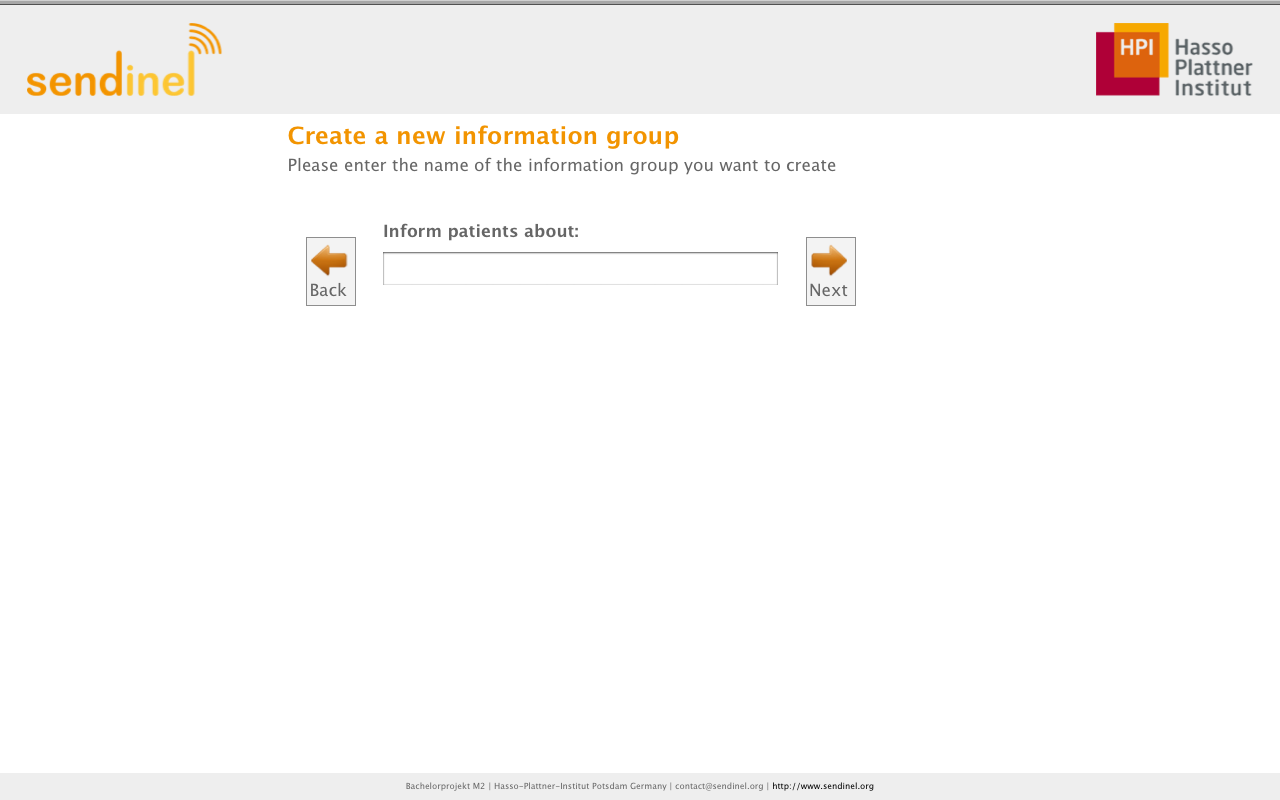 sendinel
HPI Hasso
Plattner
Institut
Create a new information group
Please enter the name of the information group you want to create
Inform patients about:
Back
Next
Bachelorprojekt M2 | Hasso-Plattner-Institut Potsdam Germany | contact@sendinel.org | http://www.sendinel.org